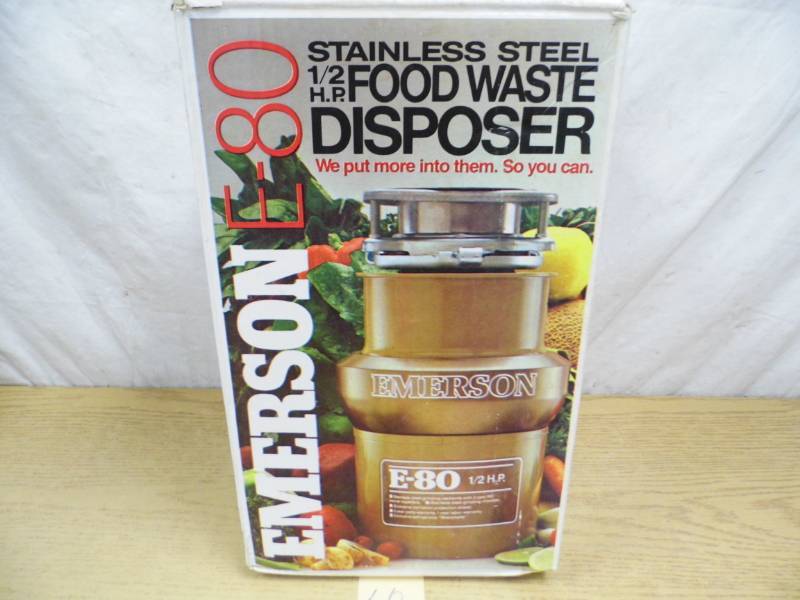 EMERSON E-80
STAINLESS STEEL
1/2 H.P. FOOD WASTE
DISPOSER
We put more into them. So you can.
EMERSON
E-80 1/2 H.P.